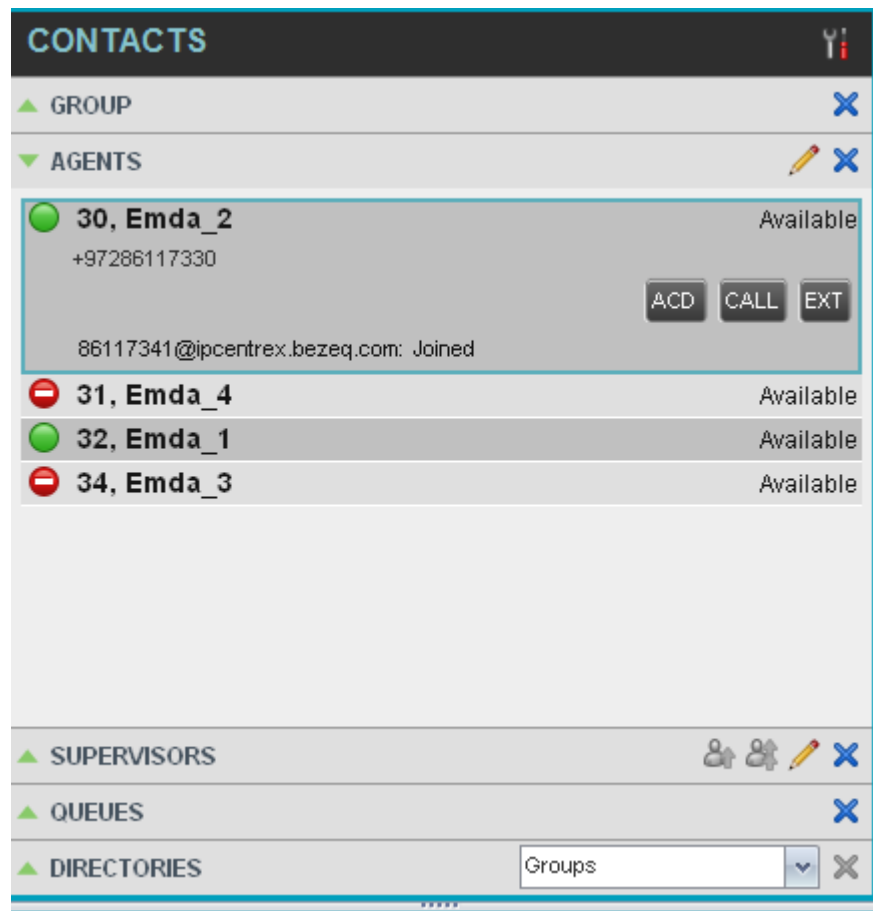 CONTACTS
GROUP
AGENTS
30, Emda_2 Available
+97286117330
ACD CALL EXT
86117341@ipcentrex.bezeq.com: Joined
31, Emda_4 Available
32, Emda_1 Available
34, Emda_3 Available
SUPERVISORS
QUEUES
DIRECTORIES Groups